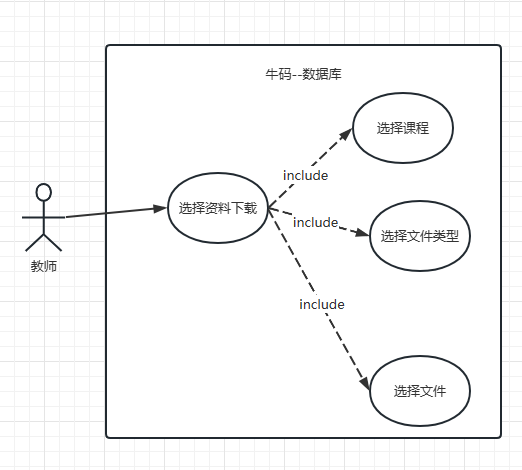 牛码--数据库
选择课程
include
选择资料下载
include
选择文件类型
教师
include
选择文件